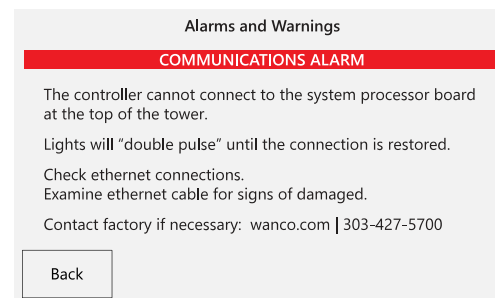 Alarms and Warnings
COMMUNICATIONS ALARM
The controller cannot connect to the system processor board
at the top of the tower.
Lights will “double pulse” until the connection is restored.
Check ethernet connections.
Examine ethernet cable for signs of damaged.
Contact factory if necessary: wanco.com | 303-427-5700
Back